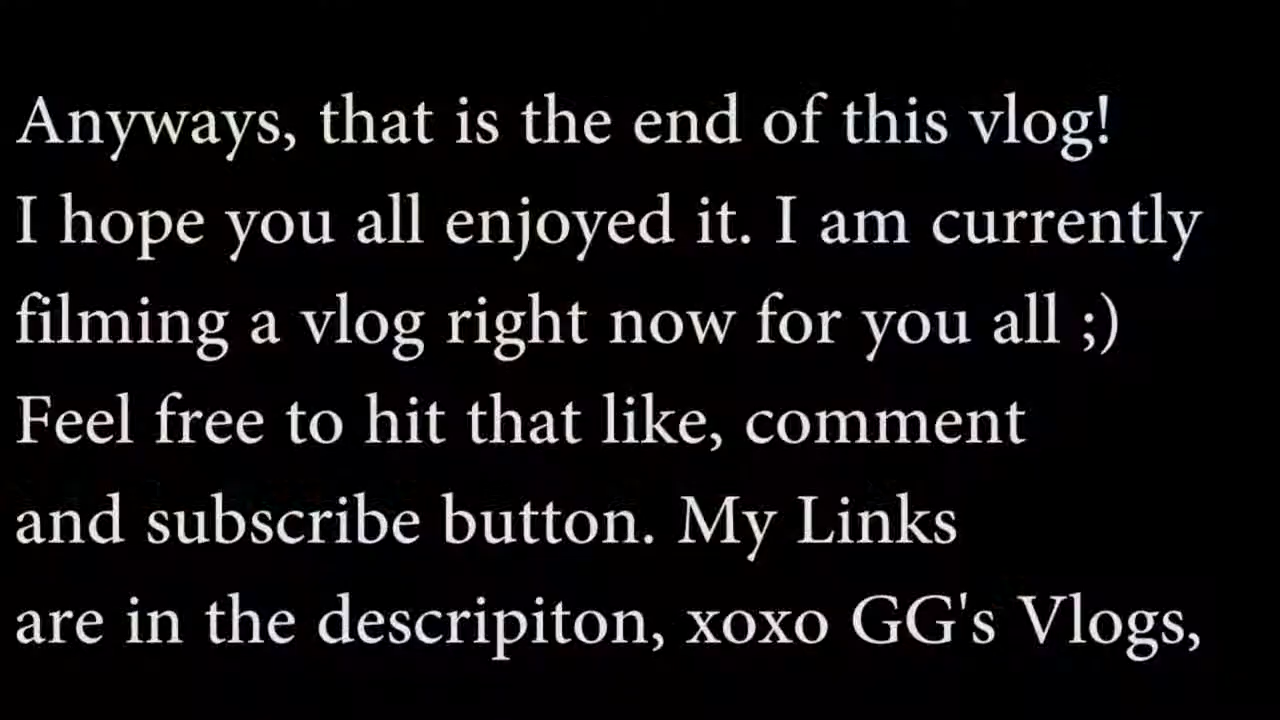 Anyways, that is the end of this vlog!
I hope you all enjoyed it. I am currently
filming a vlog right now for you all ;)
Feel free to hit that like, comment
and subscribe button. My Links
are in the descripiton, xoxo GG's Vlogs,